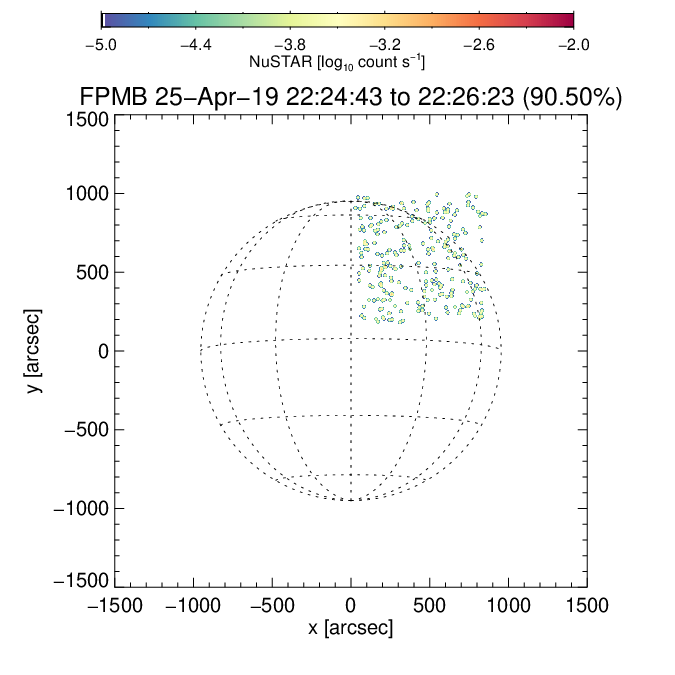 −5.0 −4.4 −3.8 −3.2 −2.6 −2.0
NuSTAR [log₁₀ count s⁻¹]
FPMB 25−Apr−19 22:24:43 to 22:26:23 (90.50%)
1500
1000
500
0
−500
−1000
−1500
y [arcsec]
−1500 −1000 −500 0 500 1000 1500
x [arcsec]